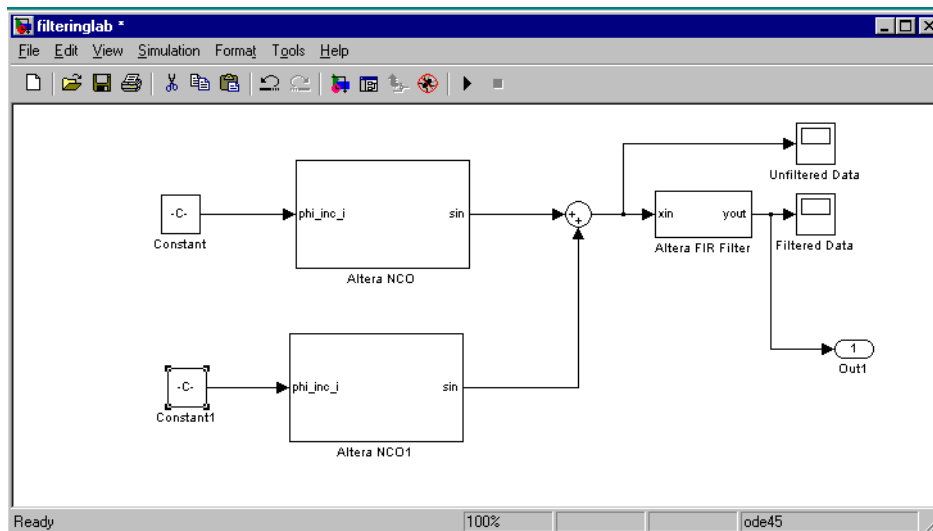 filteringlab *
File Edit View Simulation Format Tools Help
Unfiltered Data
-C-
Constant
phi_inc_i sin
Altera NCO
+
+
xin yout
Altera FIR Filter
Filtered Data
1
Out1
-C-
Constant1
phi_inc_i sin
Altera NCO1
Ready 100% ode45